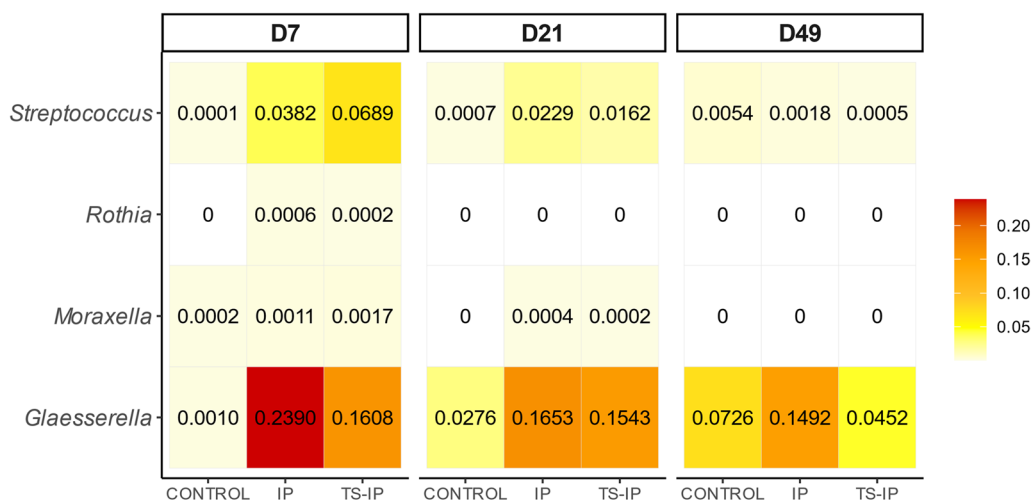 D7 D21 D49
Streptococcus 0.0001 0.0382 0.0689 0.0007 0.0229 0.0162 0.0054 0.0018 0.0005
Rothia 0 0.0006 0.0002 0 0 0 0 0 0
0.20
0.15
Moraxella 0.0002 0.0011 0.0017 0 0.0004 0.0002 0 0 0
0.10
0.05
Glaesserella 0.0010 0.2390 0.1608 0.0276 0.1653 0.1543 0.0726 0.1492 0.0452
CONTROL IP TS-IP CONTROL IP TS-IP CONTROL IP TS-IP